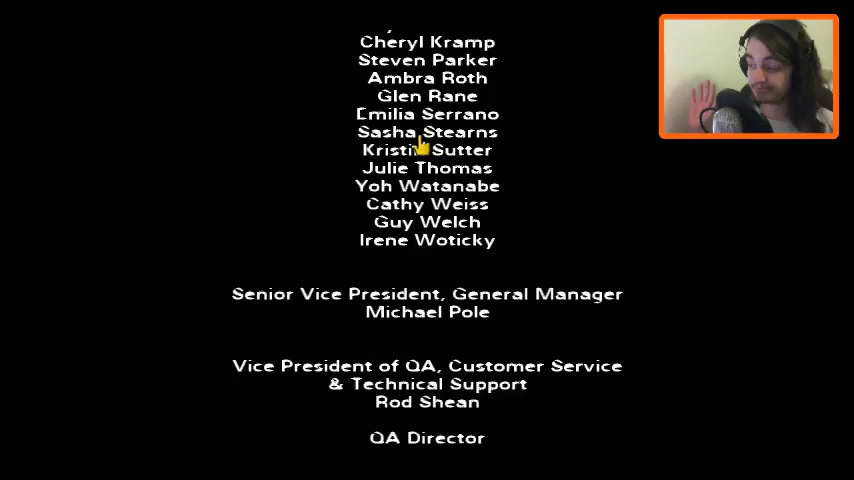 Cheryl Kramp
Steven Parker
Ambra Roth
Glen Rane
Emilia Serrano
Sasha Stearns
Sutter
Julie Thomas
Yoh Watanabe
Cathy Weiss
Guy Welch
Irene Woticky
Senior Vice President, General Manager
Michael Pole
Vice President of QA, Customer Service
& Technical Support
Rod Shean
QA Director